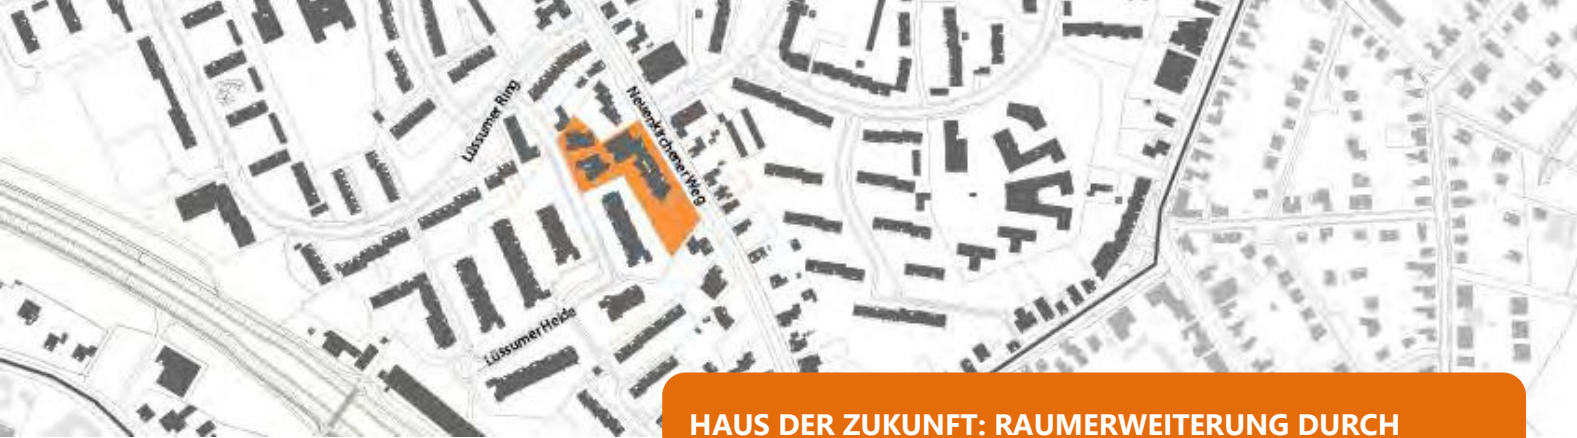 Lüssumer Ring
Neuenkirchener Weg
Lüssumer Heide
HAUS DER ZUKUNFT: RAUMERWEITERUNG DURCH